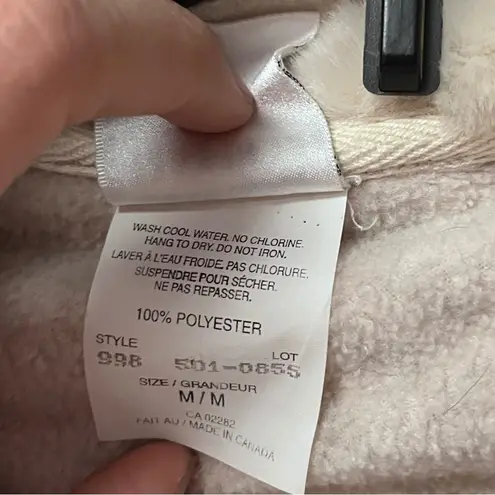 WASH COOL WATER. NO CHLORINE.
HANG TO DRY. DO NOT IRON.
LAVER À L'EAU FROIDE. PAS CHLORURE.
SUSPENDRE POUR SÉCHER.
NE PAS REPASSER.
100% POLYESTER
STYLE LOT
998 501-0855
SIZE / GRANDEUR
M / M
CA 02282
FAIT AU / MADE IN CANADA